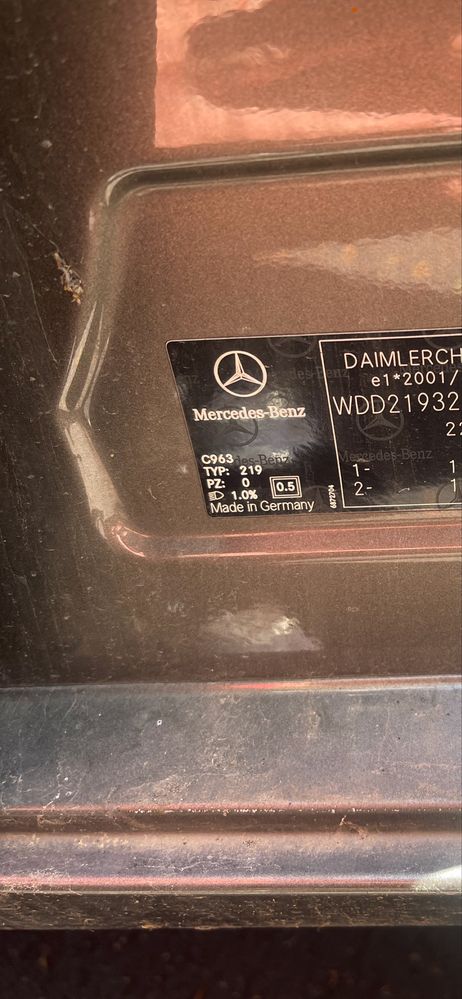 Mercedes-Benz
C963
TYP: 219
PZ: 0
1.0% 0.5
Made in Germany
6872704
DAIMLERCH
e1*2001/
WDD21932
22
1- 1
2- 1